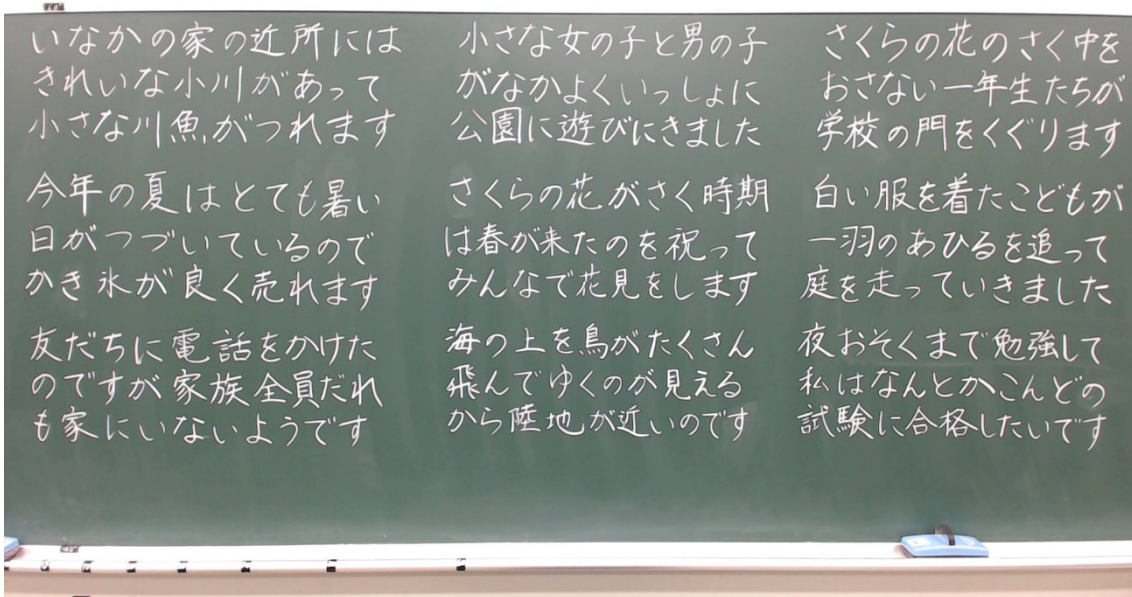 いなかの家の近所には
きれいな小川があって
小さな川魚がつれます
今年の夏はとても暑い
日がつづいているので
かき氷が良く売れます
友だちに電話をかけた
のですが家族全員だれ
も家にいないようです
小さな女の子と男の子
がなかよくいっしょに
公園に遊びにきました
さくらの花がさく時期
は春が来たのを祝って
みんなで花見をします
海の上を鳥がたくさん
飛んでゆくのが見える
から陸地が近いのです
さくらの花のさく中を
おさない一年生たちが
学校の門をくぐります
白い服を着たこどもが
一羽のあひるを追って
庭を走っていきました
夜おそくまで勉強して
私はなんとかこんどの
試験に合格したいです